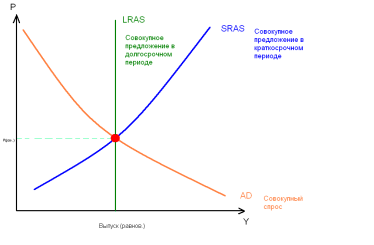 P
LRAS
Совокупное
предложение в
долгосрочном
периоде
SRAS
Совокупное
предложение в
краткосрочном
периоде
AD
Совокупный
спрос
Y
Выпуск (равнов.)